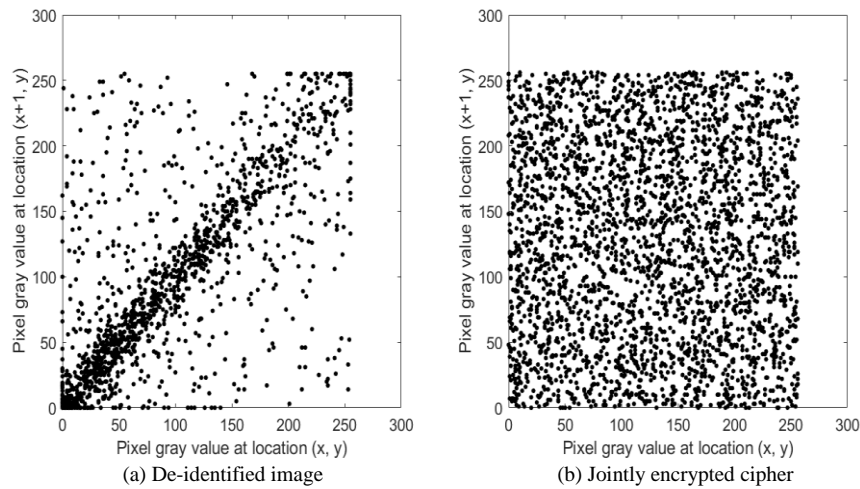 300
250
200
150
100
50
0
Pixel gray value at location (x+1, y)
0 50 100 150 200 250 300
Pixel gray value at location (x, y)
(a) De-identified image
300
250
200
150
100
50
0
Pixel gray value at location (x+1, y)
0 50 100 150 200 250 300
Pixel gray value at location (x, y)
(b) Jointly encrypted cipher